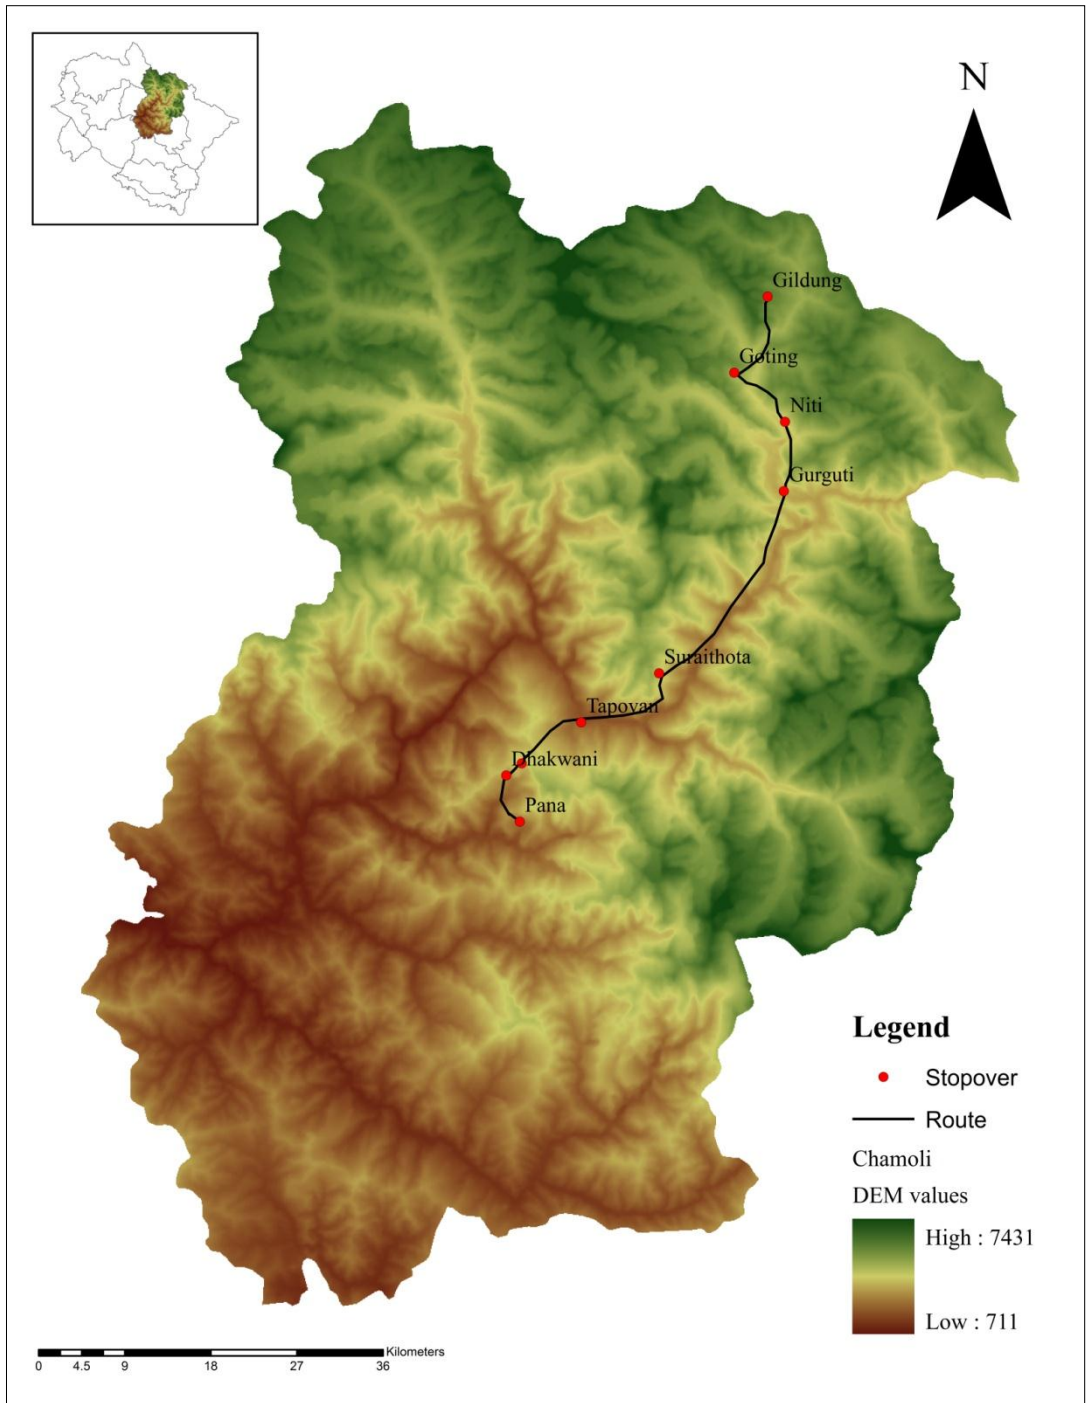 N
Gildung
Goting
Niti
Gurguti
Suraithota
Tapovan
Dhakwani
Pana
Legend
Stopover
Route
Chamoli
DEM values
High : 7431
Low : 711
Kilometers
0 4.5 9 18 27 36